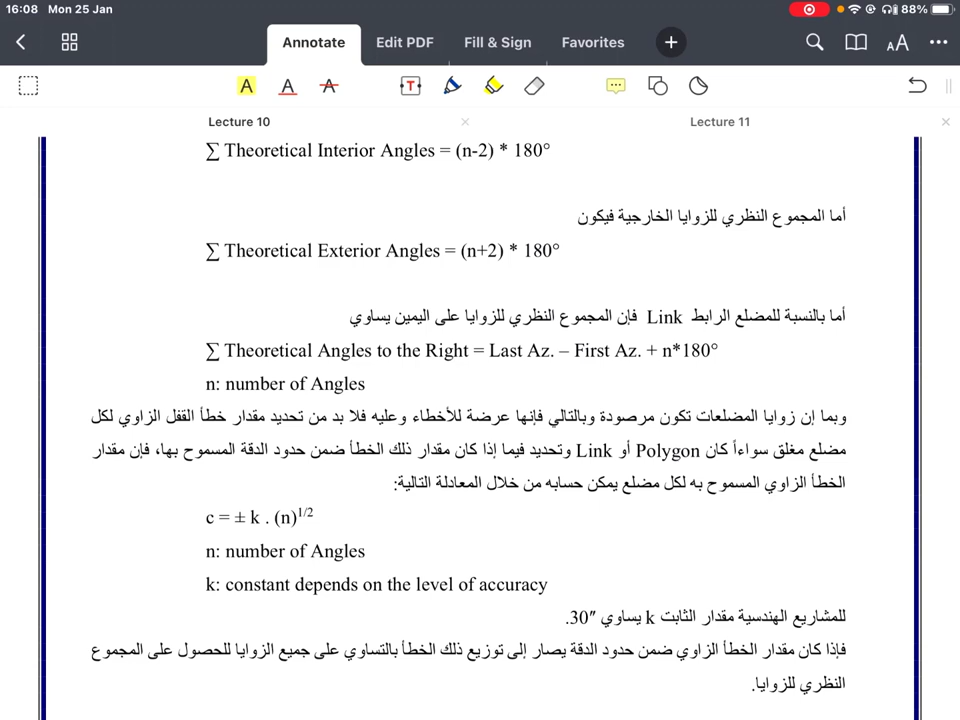 16:08 Mon 25 Jan 88%
Annotate Edit PDF Fill & Sign Favorites
AA
A A A T
Lecture 10 Lecture 11
∑ Theoretical Interior Angles = (n-2) * 180°
أما المجموع النظري للزوايا الخارجية فيكون
∑ Theoretical Exterior Angles = (n+2) * 180°
أما بالنسبة للمضلع الرابط Link فإن المجموع النظري للزوايا على اليمين يساوي
∑ Theoretical Angles to the Right = Last Az. – First Az. + n*180°
n: number of Angles
وبما إن زوايا المضلعات تكون مرصودة وبالتالي فإنها عرضة للأخطاء وعليه فلا بد من تحديد مقدار خطأ القفل الزاوي لكل
مضلع مغلق سواءاً كان Polygon أو Link وتحديد فيما إذا كان مقدار ذلك الخطأ ضمن حدود الدقة المسموح بها، فإن مقدار
الخطأ الزاوي المسموح به لكل مضلع يمكن حسابه من خلال المعادلة التالية:
c = ± k . (n)^1/2
n: number of Angles
k: constant depends on the level of accuracy
للمشاريع الهندسية مقدار الثابت k يساوي 30″.
فإذا كان مقدار الخطأ الزاوي ضمن حدود الدقة يصار إلى توزيع ذلك الخطأ بالتساوي على جميع الزوايا للحصول على المجموع
النظري للزوايا.